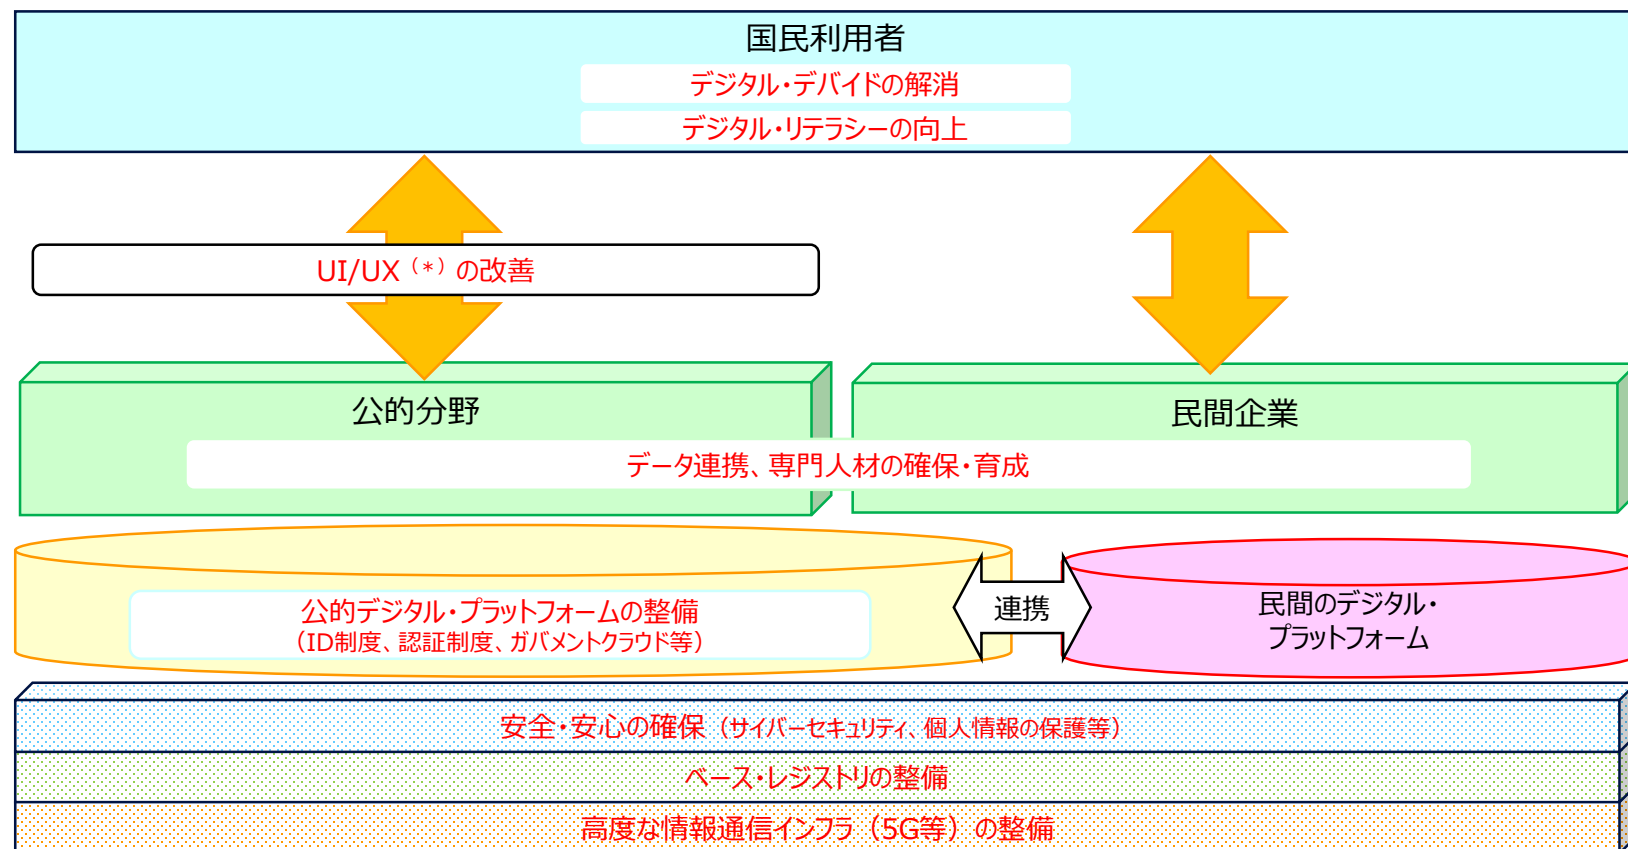 国民利用者
デジタル・デバイドの解消
デジタル・リテラシーの向上
UI/UX（*）の改善
公的分野
民間企業
データ連携、専門人材の確保・育成
公的デジタル・プラットフォームの整備
（ID制度、認証制度、ガバメントクラウド等）
連携
民間のデジタル・
プラットフォーム
安全・安心の確保（サイバーセキュリティ、個人情報の保護等）
ベース・レジストリの整備
高度な情報通信インフラ（5G等）の整備